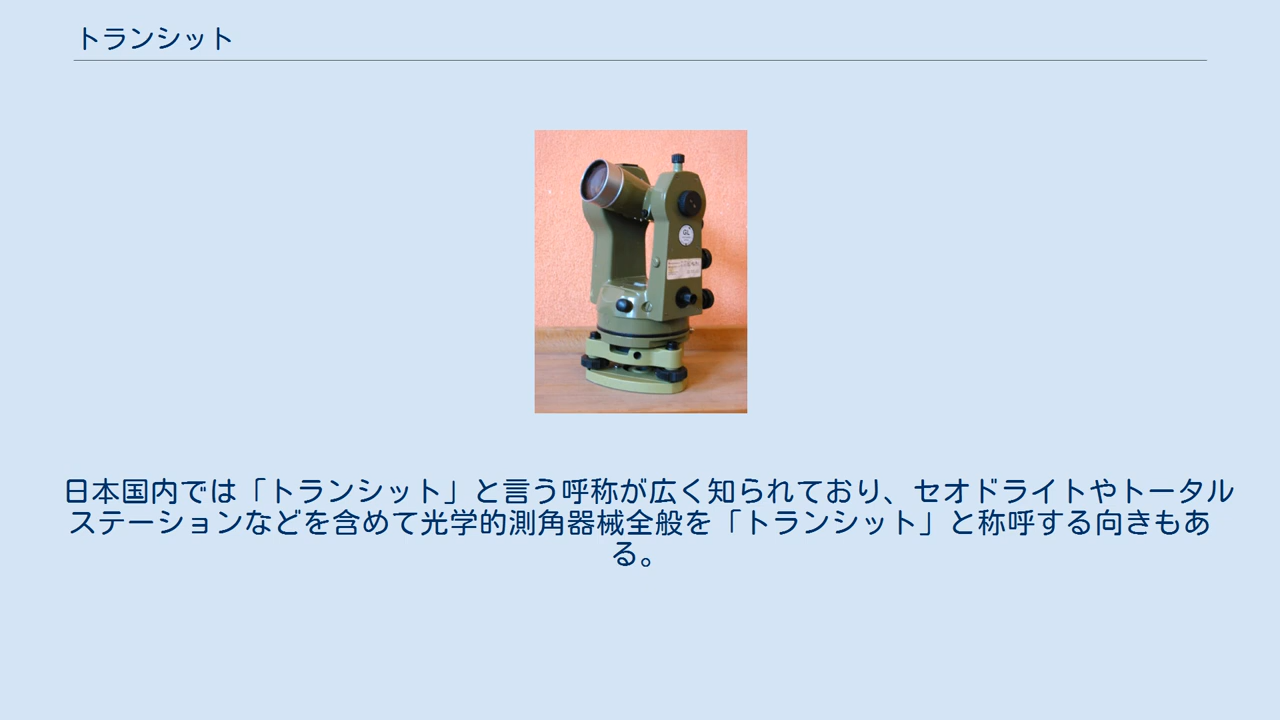 トランシット
日本国内では「トランシット」と言う呼称が広く知られており、セオドライトやトータル
ステーションなどを含めて光学的測角器械全般を「トランシット」と称呼する向きもあ
る。